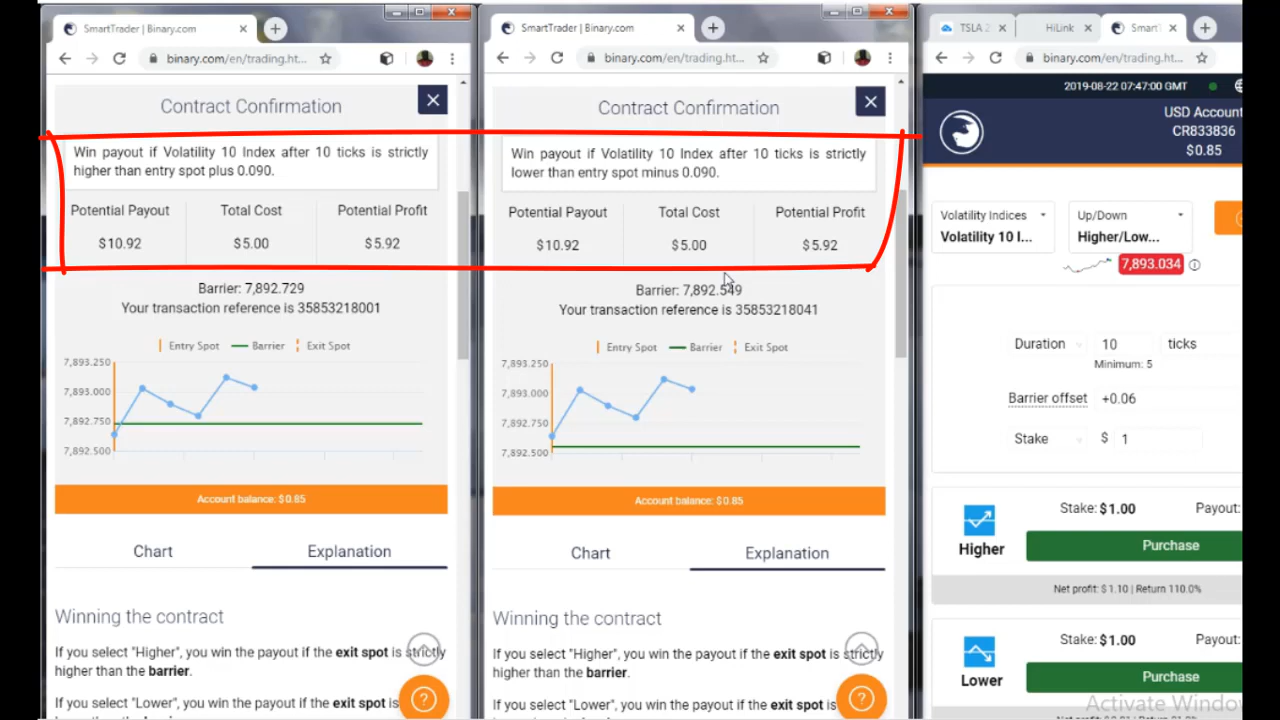 SmartTrader | Binary.com
binary.com/en/trading.ht...
Contract Confirmation
Win payout if Volatility 10 Index after 10 ticks is strictly
higher than entry spot plus 0.090.
Potential Payout Total Cost Potential Profit
$10.92 $5.00 $5.92
Barrier: 7,892.729
Your transaction reference is 35853218001
Entry Spot Barrier Exit Spot
7,893.250
7,893.000
7,892.750
7,892.500
Account balance: $0.85
Chart Explanation
Winning the contract
If you select "Higher", you win the payout if the exit spot is strictly
higher than the barrier.
If you select "Lower", you win the payout if the exit spot is
SmartTrader | Binary.com
binary.com/en/trading.ht...
Contract Confirmation
Win payout if Volatility 10 Index after 10 ticks is strictly
lower than entry spot minus 0.090.
Potential Payout Total Cost Potential Profit
$10.92 $5.00 $5.92
Barrier: 7,892.549
Your transaction reference is 35853218041
Entry Spot Barrier Exit Spot
7,893.250
7,893.000
7,892.750
7,892.500
Account balance: $0.85
Chart Explanation
Winning the contract
If you select "Higher", you win the payout if the exit spot is strictly
higher than the barrier.
If you select "Lower", you win the payout if the exit spot is
TSLA 2 HiLink SmartT
binary.com/en/trading.ht...
2019-08-22 07:47:00 GMT
USD Account
CR833836
$0.85
Volatility Indices Up/Down
Volatility 10 I... Higher/Low...
7,893.034
Duration 10 ticks
Minimum: 5
Barrier offset +0.06
Stake $ 1
Stake: $1.00 Payout:
Higher Purchase
Net profit: $ 1.10 | Return 110.0%
Stake: $1.00 Payout:
Lower Purchase
Activate Windo